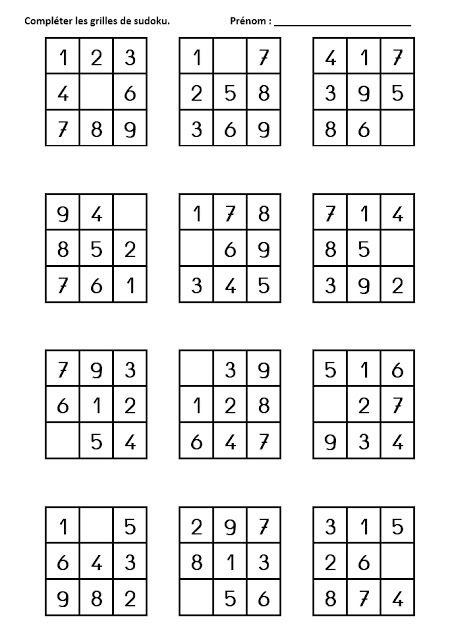 Compléter les grilles de sudoku. Prénom : ____________________
1 2 3 1 7 4 1 7
4 6 2 5 8 3 9 5
7 8 9 3 6 9 8 6
9 4 1 7 8 7 1 4
8 5 2 6 9 8 5
7 6 1 3 4 5 3 9 2
7 9 3 3 9 5 1 6
6 1 2 1 2 8 2 7
5 4 6 4 7 9 3 4
1 5 2 9 7 3 1 5
6 4 3 8 1 3 2 6
9 8 2 5 6 8 7 4